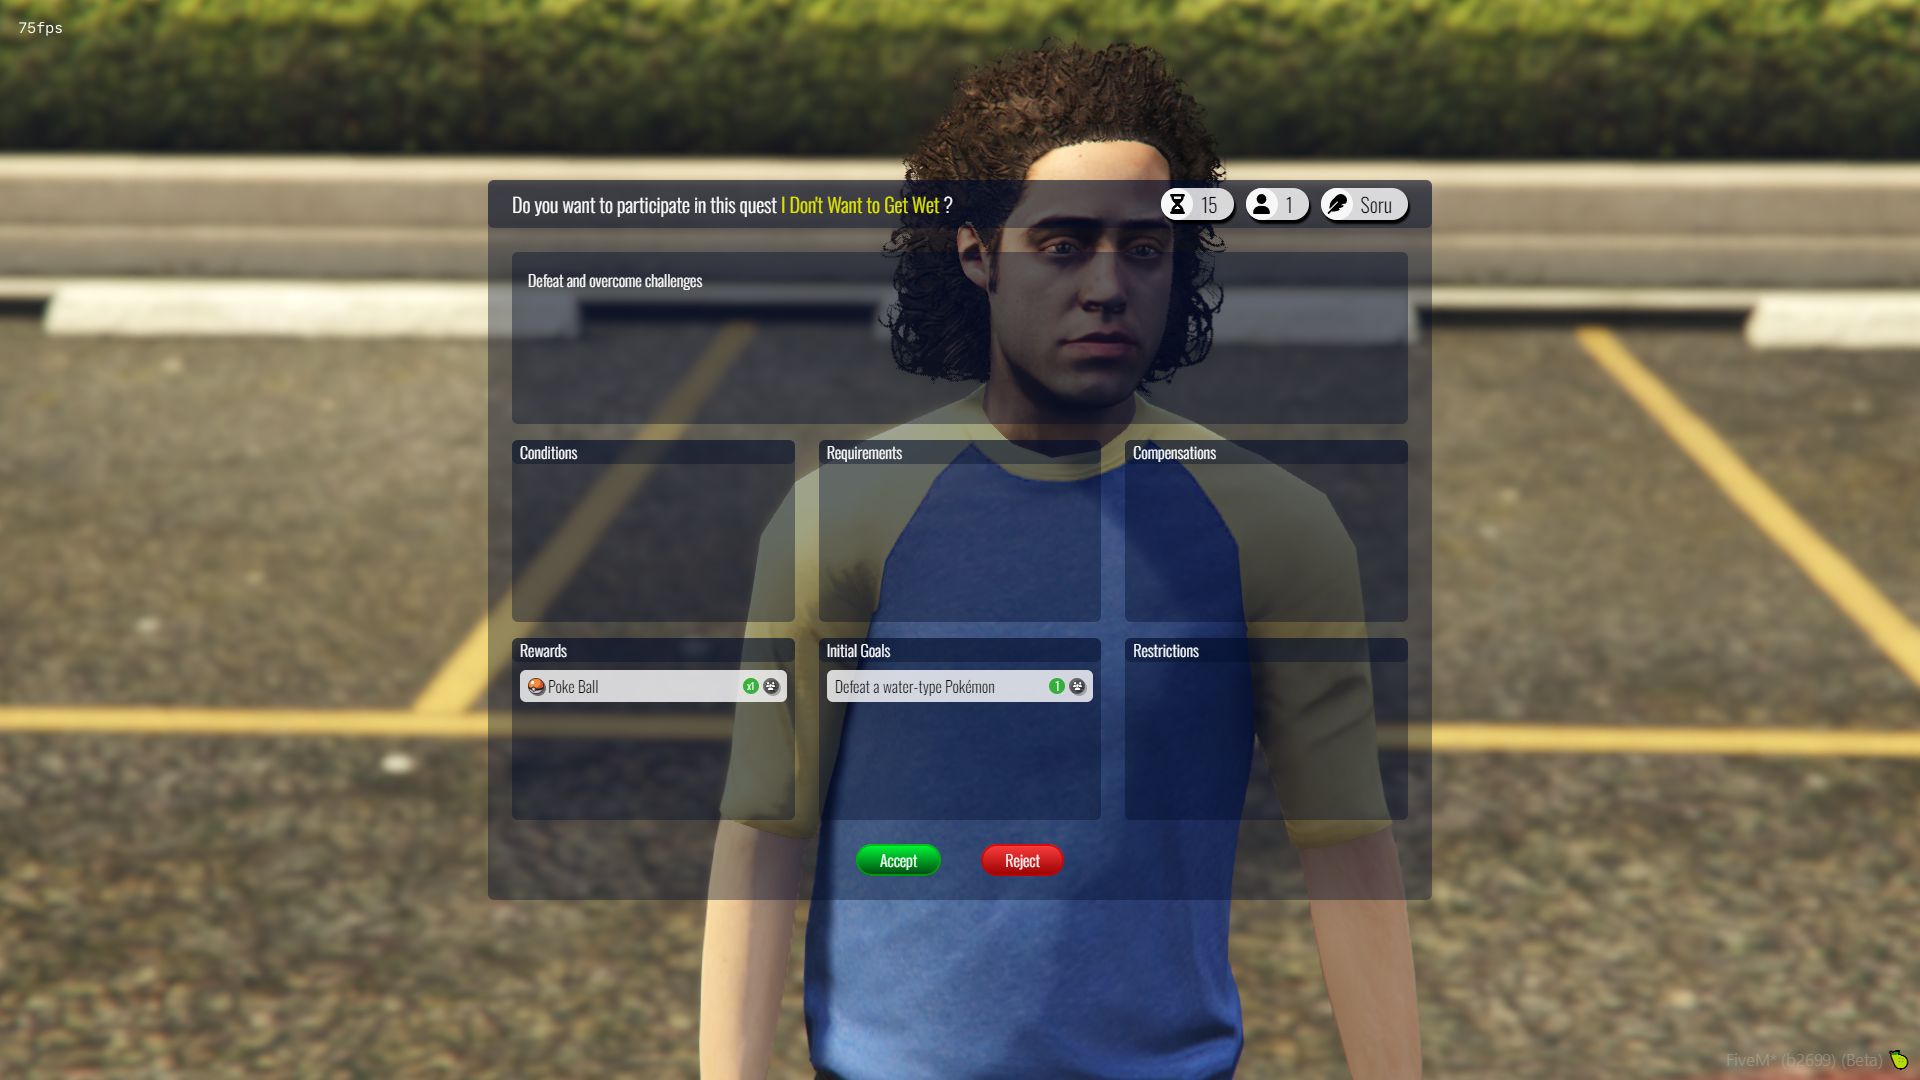 75fps
Do you want to participate in this quest I Don't Want to Get Wet ?
15
1
Soru
Defeat and overcome challenges
Conditions
Requirements
Compensations
Rewards
Initial Goals
Restrictions
Poke Ball
x1
Defeat a water-type Pokémon
1
Accept
Reject
FiveM* (b2699) (Beta)